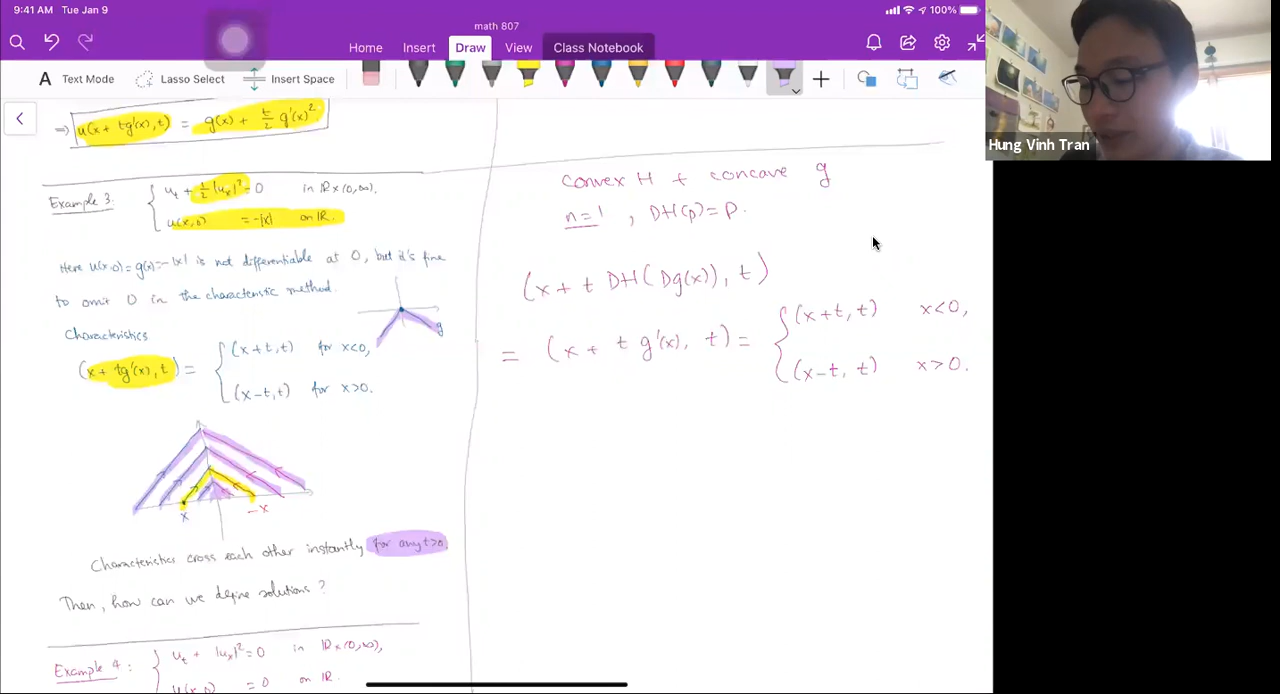 9:41 AM Tue Jan 9
100%
math 807
Home Insert Draw View Class Notebook
Text Mode Lasso Select Insert Space
Hung Vinh Tran
⇒ u(x + tg'(x), t) = g(x) + t/2 g'(x)².
Example 3: { u_t + 1/2 |u_x|² = 0 in ℝ×(0,∞),
u(x,0) = -|x| on ℝ.
Here u(x,0)=g(x)=-|x| is not differentiable at 0, but it's fine
to omit 0 in the characteristic method.
g
Characteristics
(x + tg'(x), t) = { (x+t, t) for x<0,
(x-t, t) for x>0.
x -x
Characteristics cross each other instantly for any t>0.
Then, how can we define solutions?
Example 4: { u_t + |u_x|² = 0 in ℝ×(0,∞),
u(x,0) = 0 on ℝ.
convex H + concave g
n=1, DH(p)=p.
(x + t DH(Dg(x)), t)
= (x + t g'(x), t) = { (x+t, t) x<0,
(x-t, t) x>0.